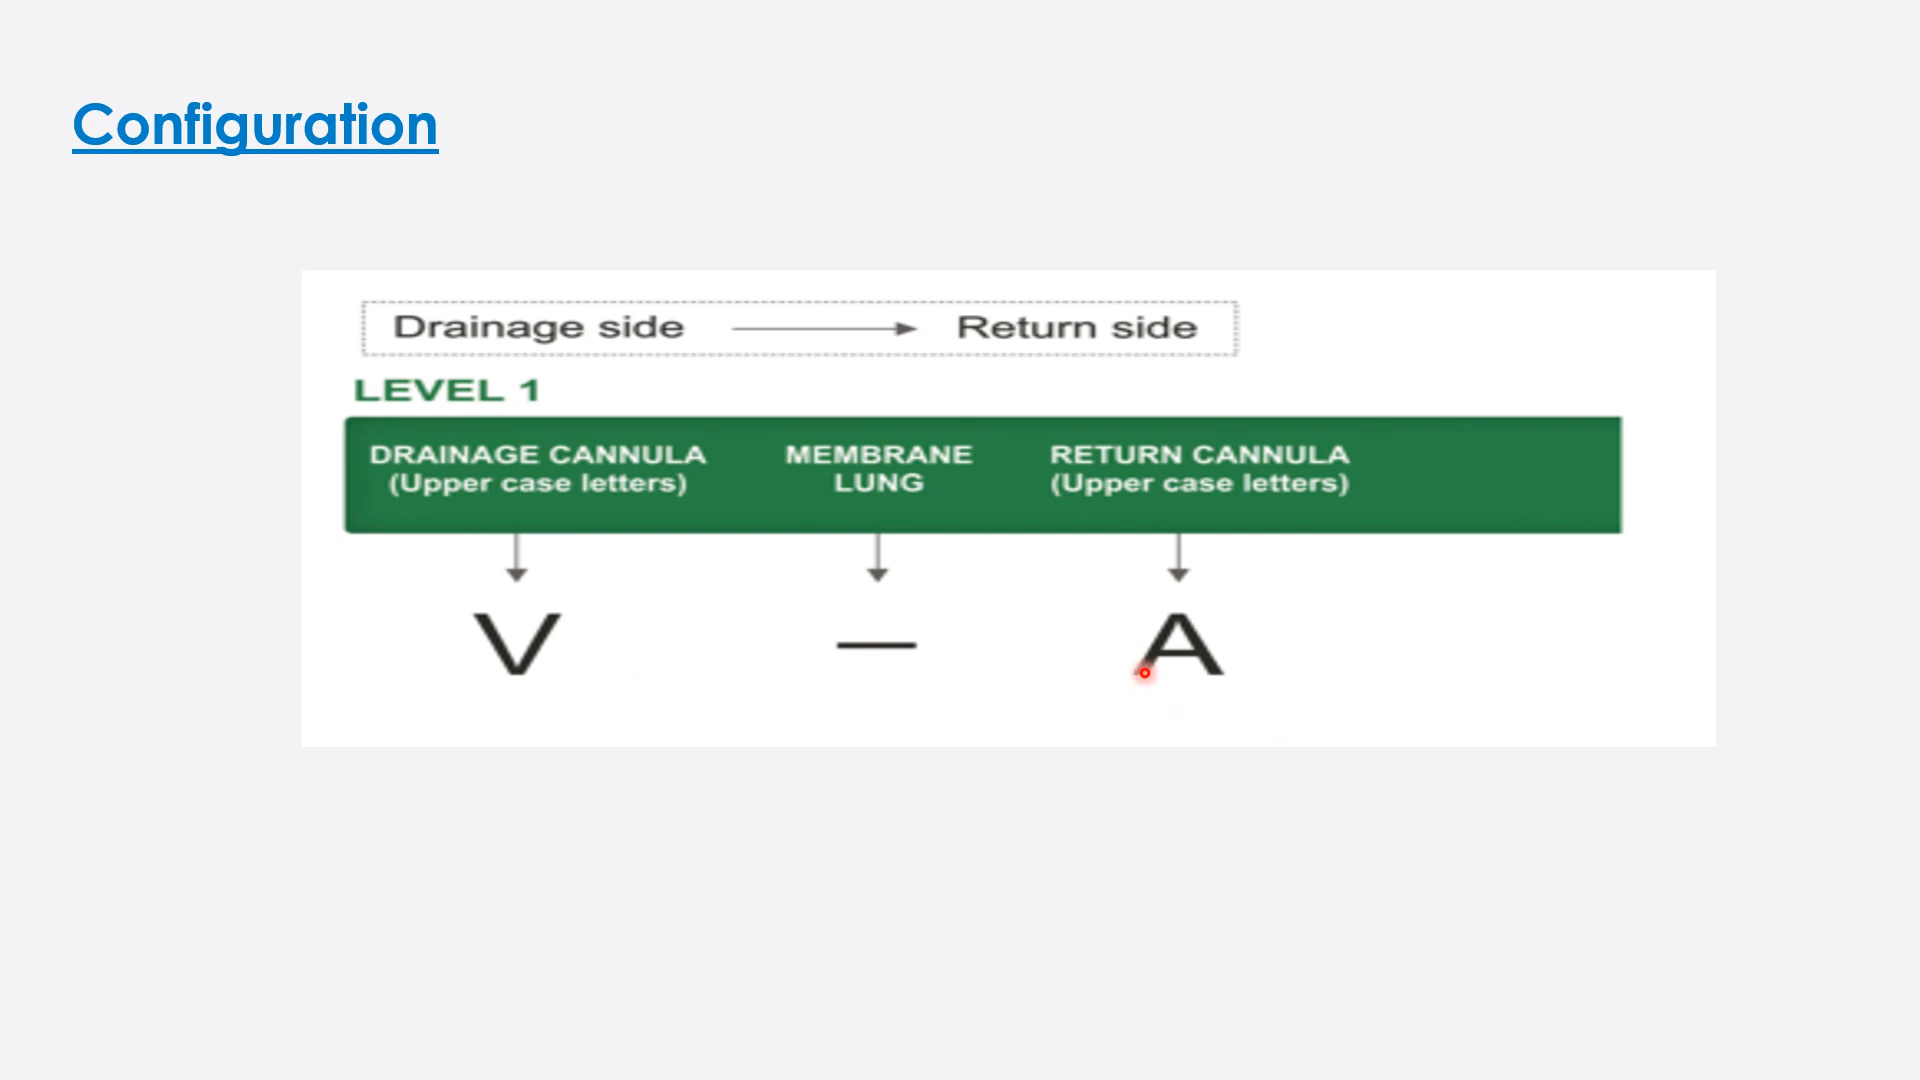 Configuration
Drainage side → Return side
LEVEL 1
DRAINAGE CANNULA MEMBRANE RETURN CANNULA
(Upper case letters) LUNG (Upper case letters)
V — A